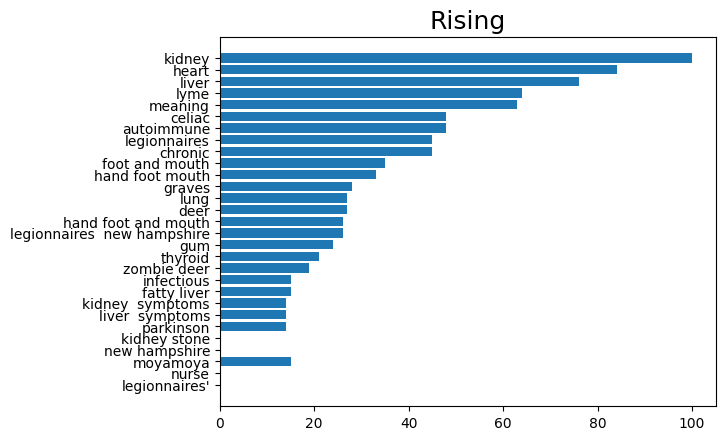 Rising
kidney
heart
liver
lyme
meaning
celiac
autoimmune
legionnaires
chronic
foot and mouth
hand foot mouth
graves
lung
deer
hand foot and mouth
legionnaires  new hampshire
gum
thyroid
zombie deer
infectious
fatty liver
kidney  symptoms
liver  symptoms
parkinson
kidney stone
new hampshire
moyamoya
nurse
legionnaires'
0 20 40 60 80 100